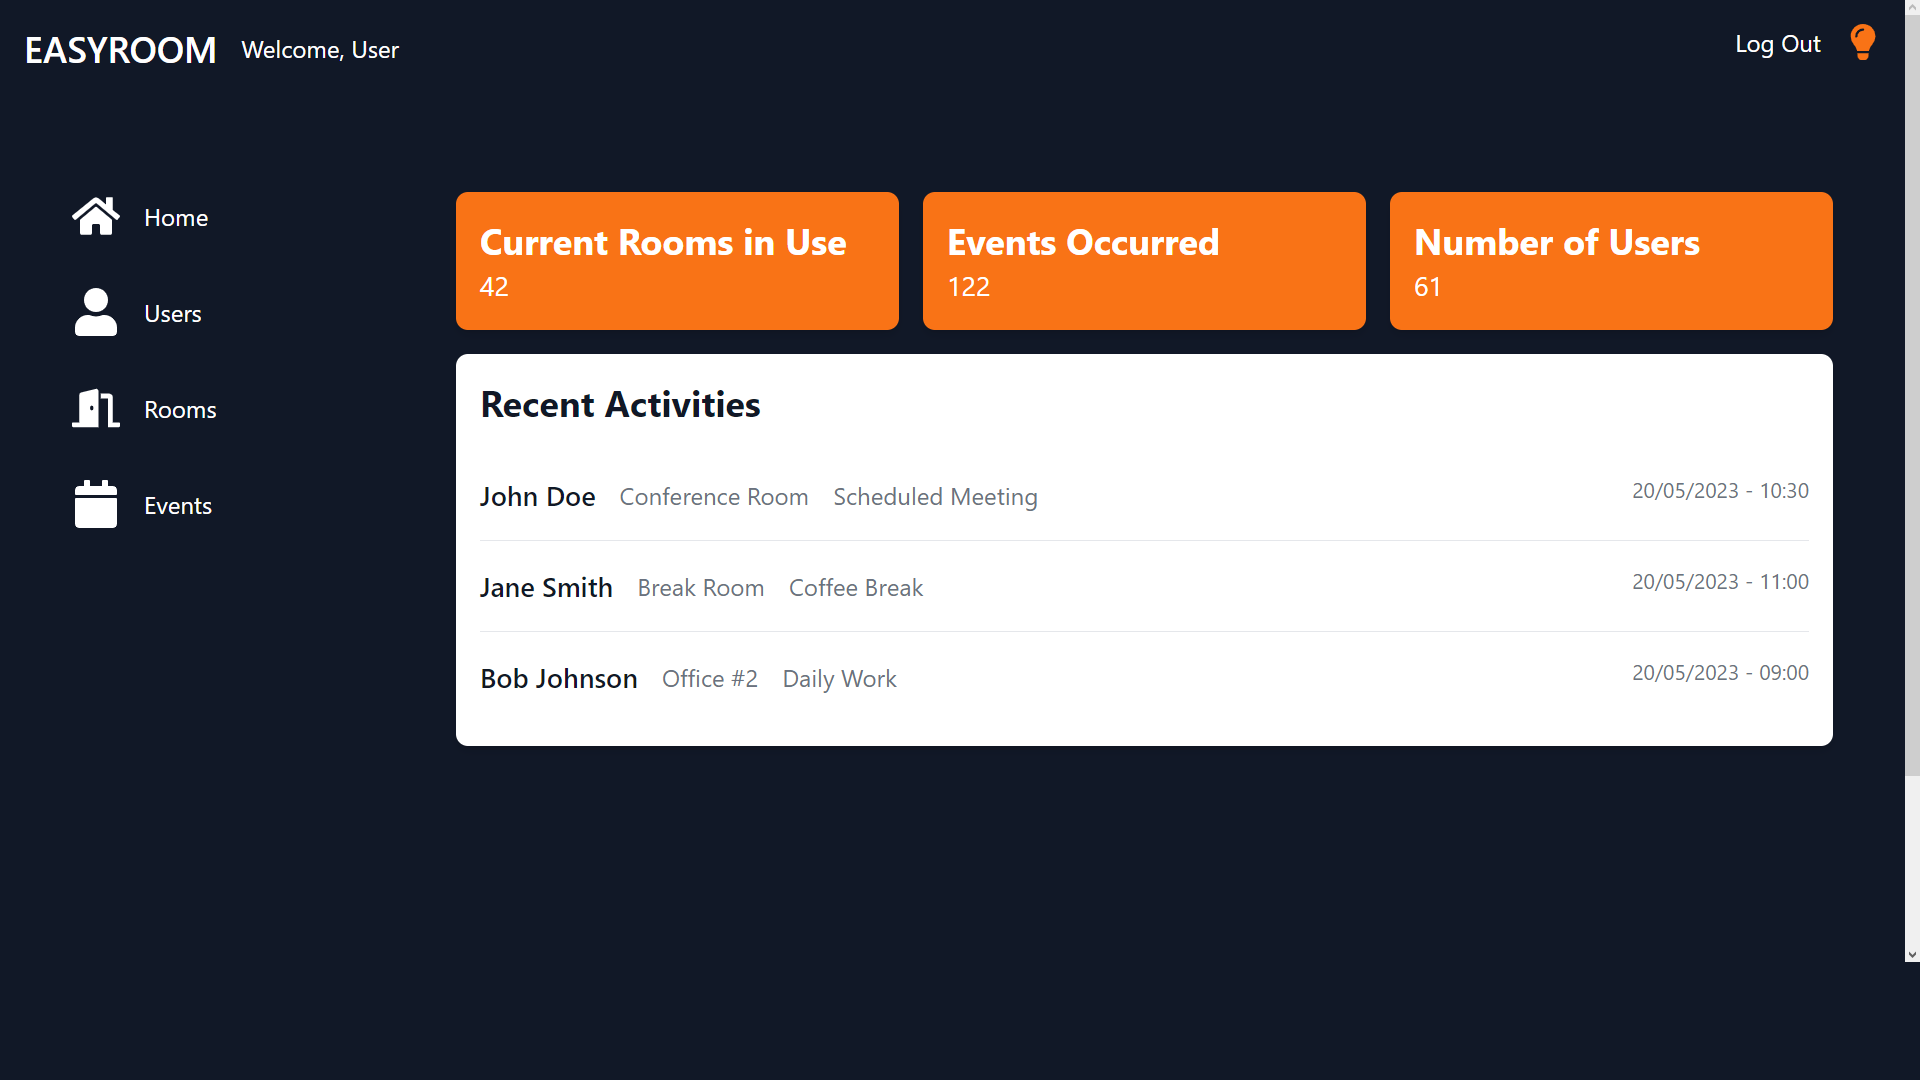 EASYROOM Welcome, User Log Out
Home
Users
Rooms
Events
Current Rooms in Use
42
Events Occurred
122
Number of Users
61
Recent Activities
John Doe Conference Room Scheduled Meeting 20/05/2023 - 10:30
Jane Smith Break Room Coffee Break 20/05/2023 - 11:00
Bob Johnson Office #2 Daily Work 20/05/2023 - 09:00